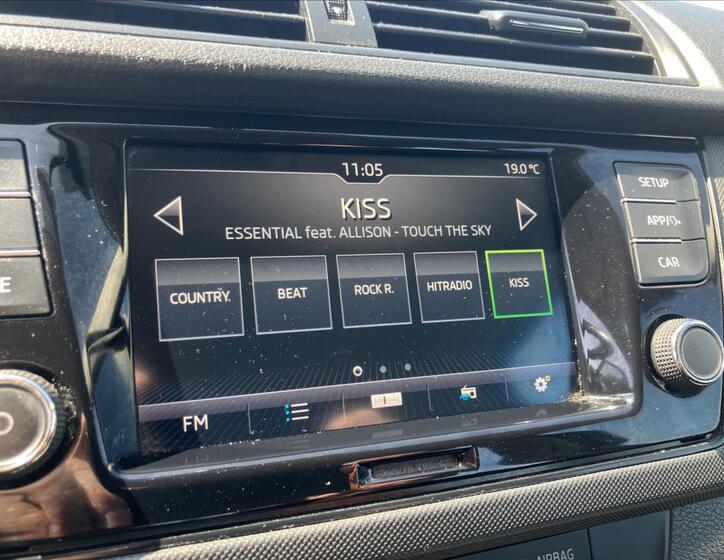 11:05
19.0 °C
KISS
ESSENTIAL feat. ALLISON - TOUCH THE SKY
COUNTRY.
BEAT
ROCK R.
HITRADIO
KISS
FM
SETUP
CAR
E
AIRBAG